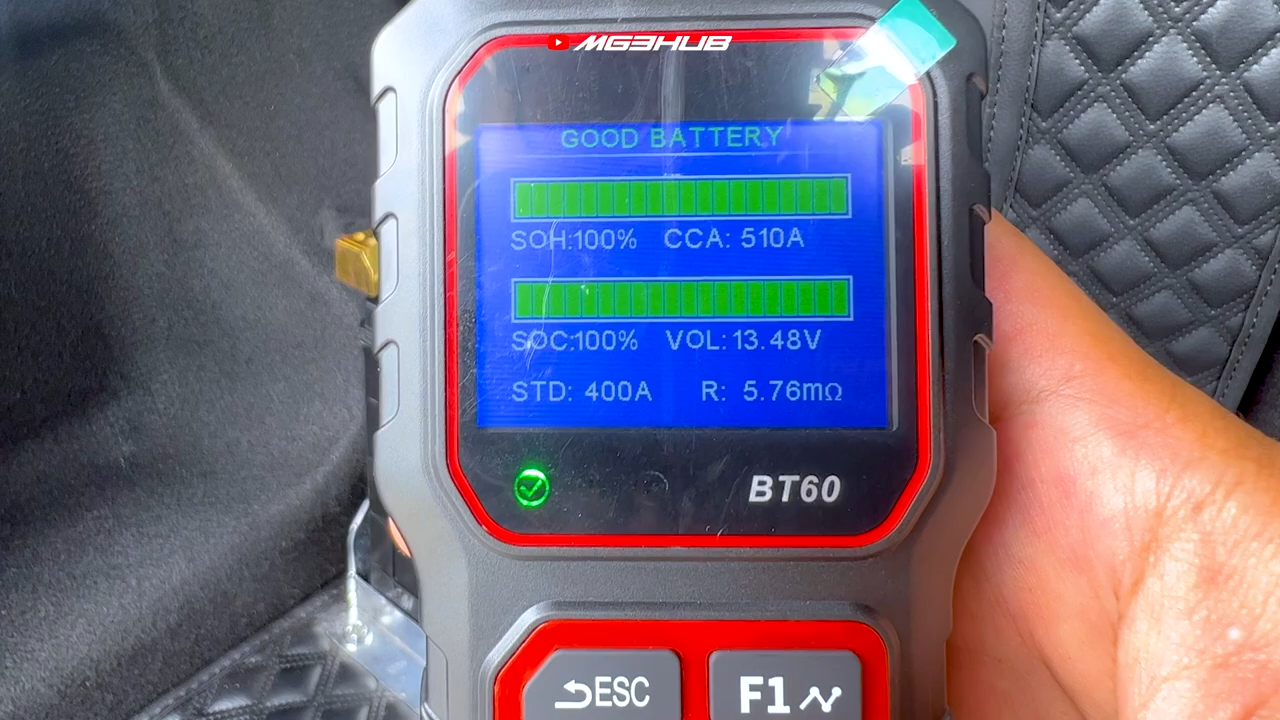 MG3HUB
GOOD BATTERY
SOH:100% CCA: 510A
SOC:100% VOL:13.48V
STD: 400A R: 5.76mΩ
BT60
ESC F1